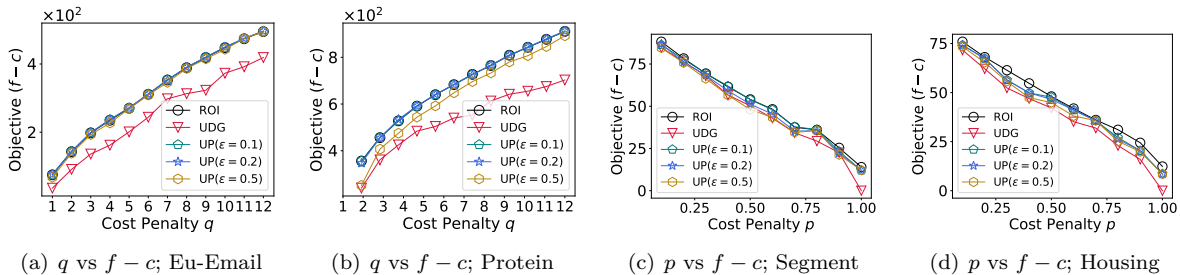 ×10²
Objective (f − c)
4
2
ROI
UDG
UP(ε = 0.1)
UP(ε = 0.2)
UP(ε = 0.5)
1 2 3 4 5 6 7 8 9 10 11 12
Cost Penalty q
(a) q vs f − c; Eu-Email
×10²
Objective (f − c)
8
6
4
ROI
UDG
UP(ε = 0.1)
UP(ε = 0.2)
UP(ε = 0.5)
1 2 3 4 5 6 7 8 9 10 11 12
Cost Penalty q
(b) q vs f − c; Protein
Objective (f − c)
75
50
25
0
ROI
UDG
UP(ε = 0.1)
UP(ε = 0.2)
UP(ε = 0.5)
0.25 0.50 0.75 1.00
Cost Penalty p
(c) p vs f − c; Segment
Objective (f − c)
75
50
25
0
ROI
UDG
UP(ε = 0.1)
UP(ε = 0.2)
UP(ε = 0.5)
0.25 0.50 0.75 1.00
Cost Penalty p
(d) p vs f − c; Housing